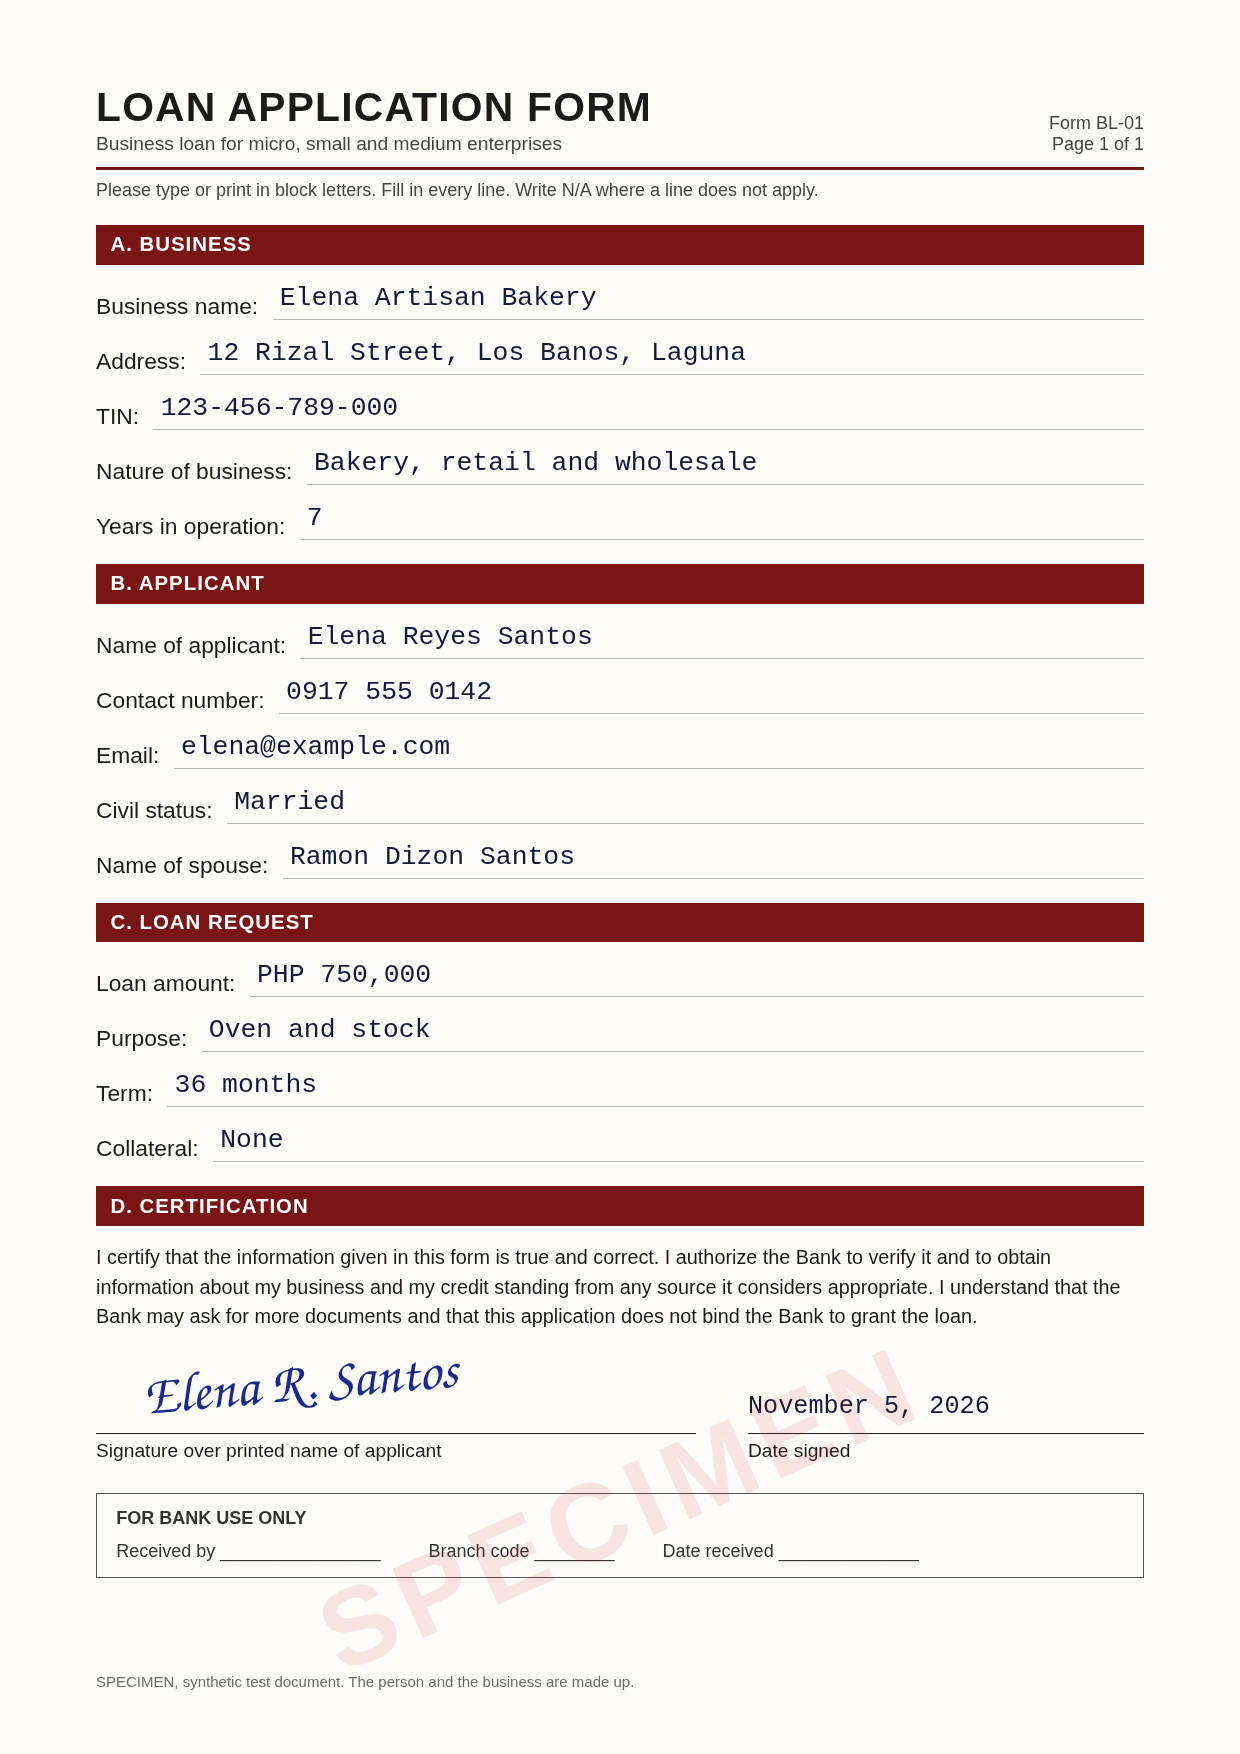 LOAN APPLICATION FORM
Business loan for micro, small and medium enterprises
Form BL-01
Page 1 of 1
Please type or print in block letters. Fill in every line. Write N/A where a line does not apply.
A. BUSINESS
Business name: Elena Artisan Bakery
Address: 12 Rizal Street, Los Banos, Laguna
TIN: 123-456-789-000
Nature of business: Bakery, retail and wholesale
Years in operation: 7
B. APPLICANT
Name of applicant: Elena Reyes Santos
Contact number: 0917 555 0142
Email: elena@example.com
Civil status: Married
Name of spouse: Ramon Dizon Santos
C. LOAN REQUEST
Loan amount: PHP 750,000
Purpose: Oven and stock
Term: 36 months
Collateral: None
D. CERTIFICATION
I certify that the information given in this form is true and correct. I authorize the Bank to verify it and to obtain
information about my business and my credit standing from any source it considers appropriate. I understand that the
Bank may ask for more documents and that this application does not bind the Bank to grant the loan.
Elena R. Santos
November 5, 2026
Signature over printed name of applicant
Date signed
FOR BANK USE ONLY
Received by ________________ Branch code ________ Date received ______________
SPECIMEN
SPECIMEN, synthetic test document. The person and the business are made up.